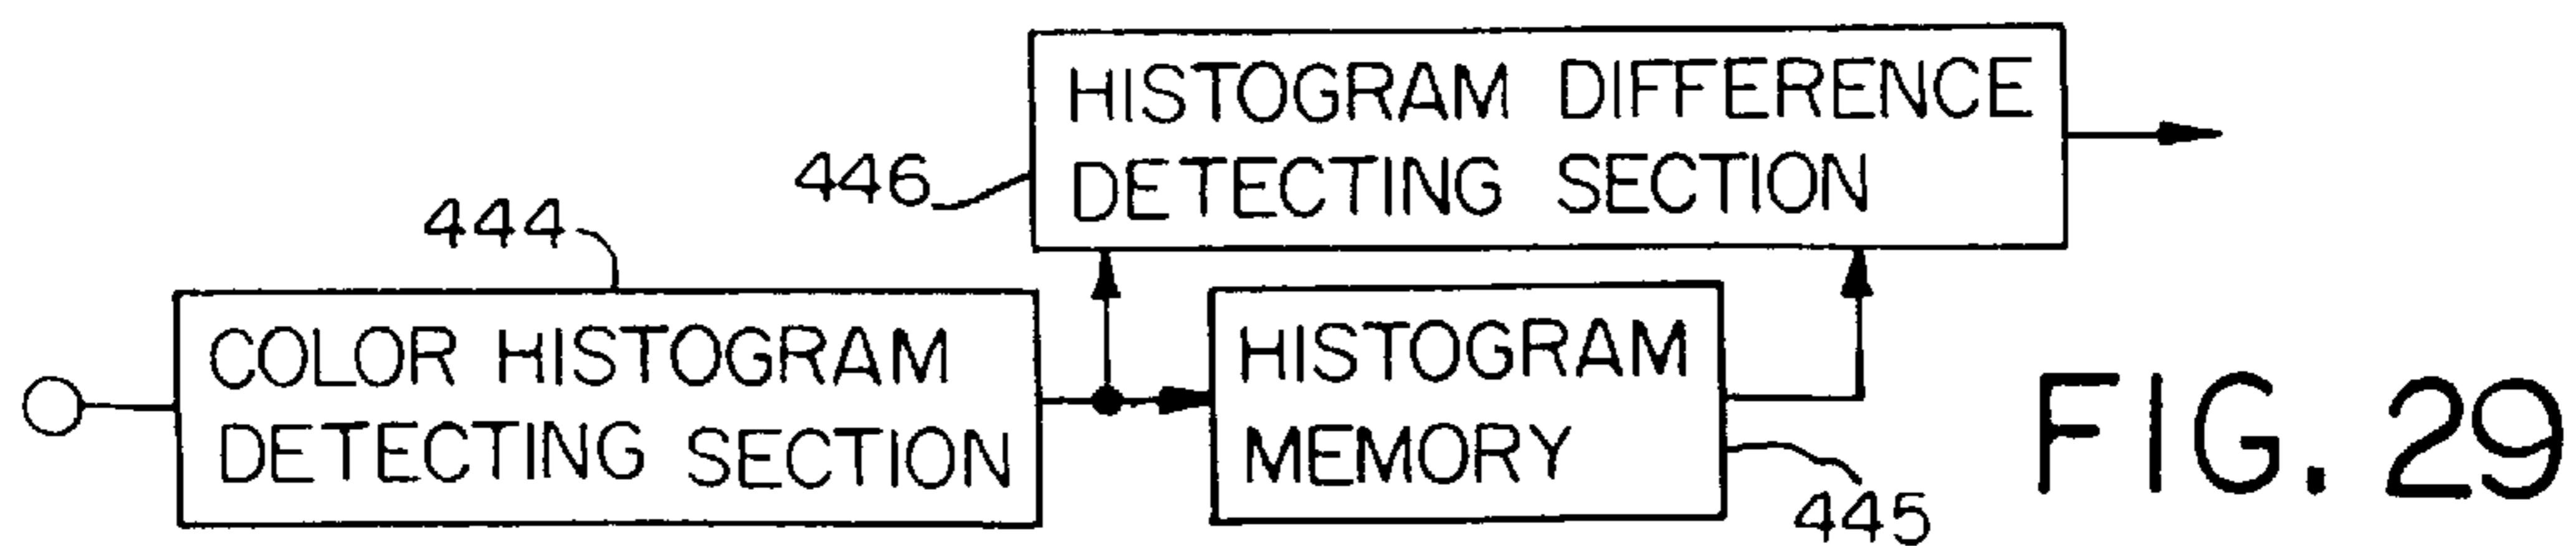 HISTOGRAM DIFFERENCE
DETECTING SECTION
446
444
COLOR HISTOGRAM
DETECTING SECTION
HISTOGRAM
MEMORY
445
FIG. 29